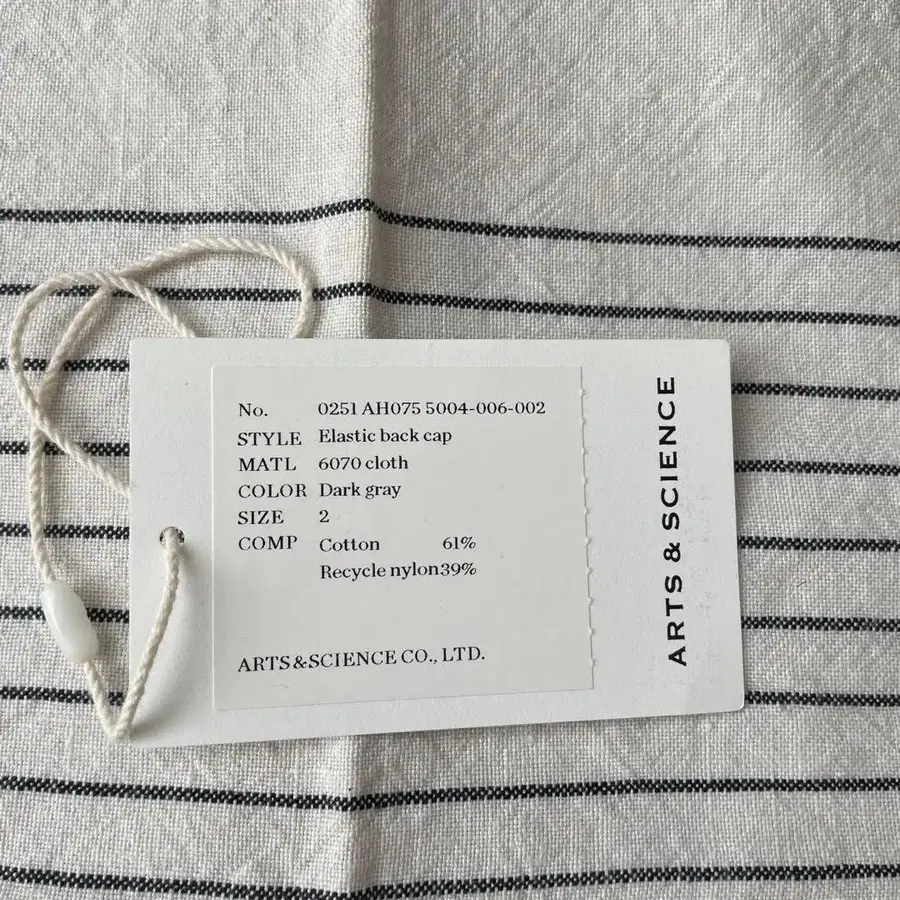 No. 0251 AH075 5004-006-002
STYLE Elastic back cap
MATL 6070 cloth
COLOR Dark gray
SIZE 2
COMP Cotton 61%
Recycle nylon39%
ARTS&SCIENCE CO., LTD.
ARTS & SCIENCE